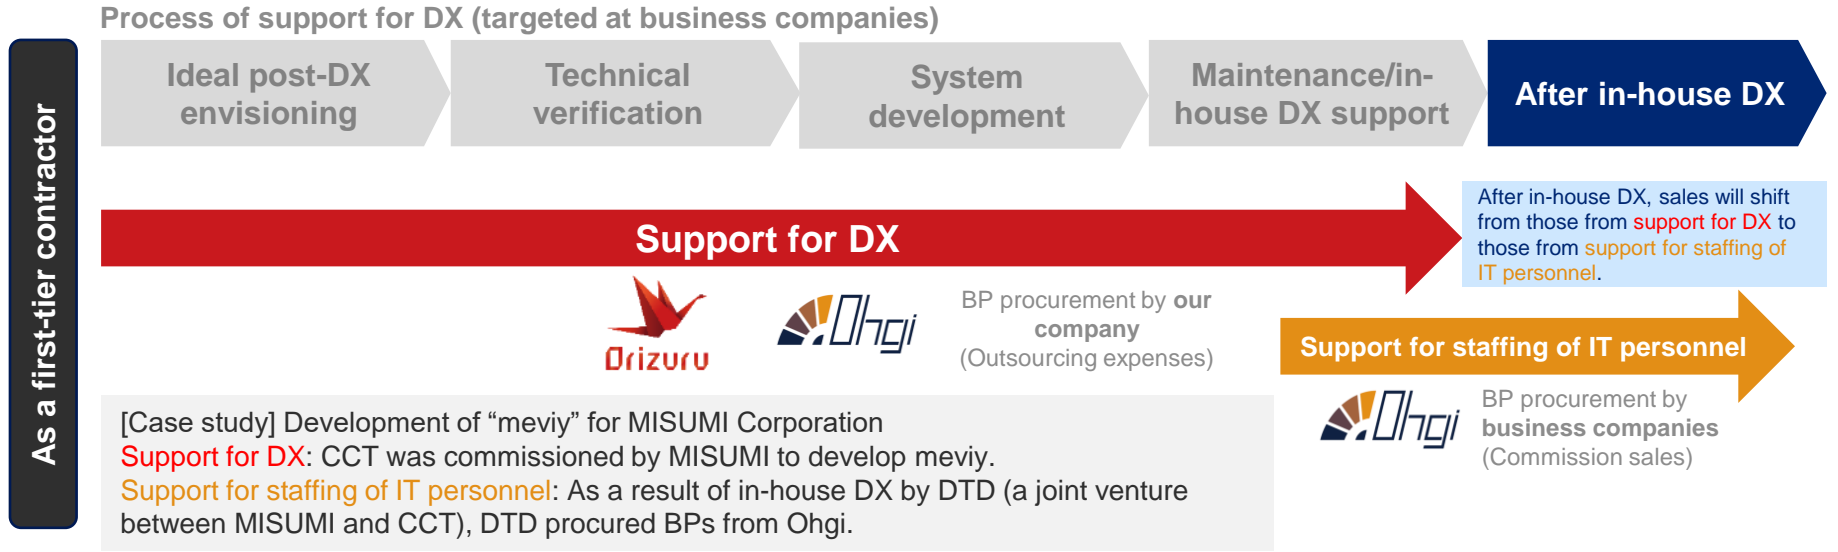 Process of support for DX (targeted at business companies)
As a first-tier contractor
Ideal post-DX
envisioning
Technical
verification
System
development
Maintenance/in-
house DX support
After in-house DX
Support for DX
After in-house DX, sales will shift
from those from support for DX to
those from support for staffing of
IT personnel.
Orizuru
Ohgi
BP procurement by our
company
(Outsourcing expenses)
Support for staffing of IT personnel
Ohgi
BP procurement by
business companies
(Commission sales)
[Case study] Development of “meviy” for MISUMI Corporation
Support for DX: CCT was commissioned by MISUMI to develop meviy.
Support for staffing of IT personnel: As a result of in-house DX by DTD (a joint venture
between MISUMI and CCT), DTD procured BPs from Ohgi.